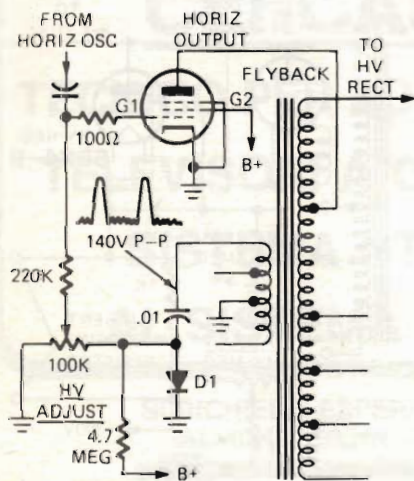 FROM
HORIZ OSC
HORIZ
OUTPUT
TO
HV
RECT
FLYBACK
G1
G2
100Ω
B+
140V P-P
220K
.01
100K
D1
HV
ADJUST
4.7
MEG
B+